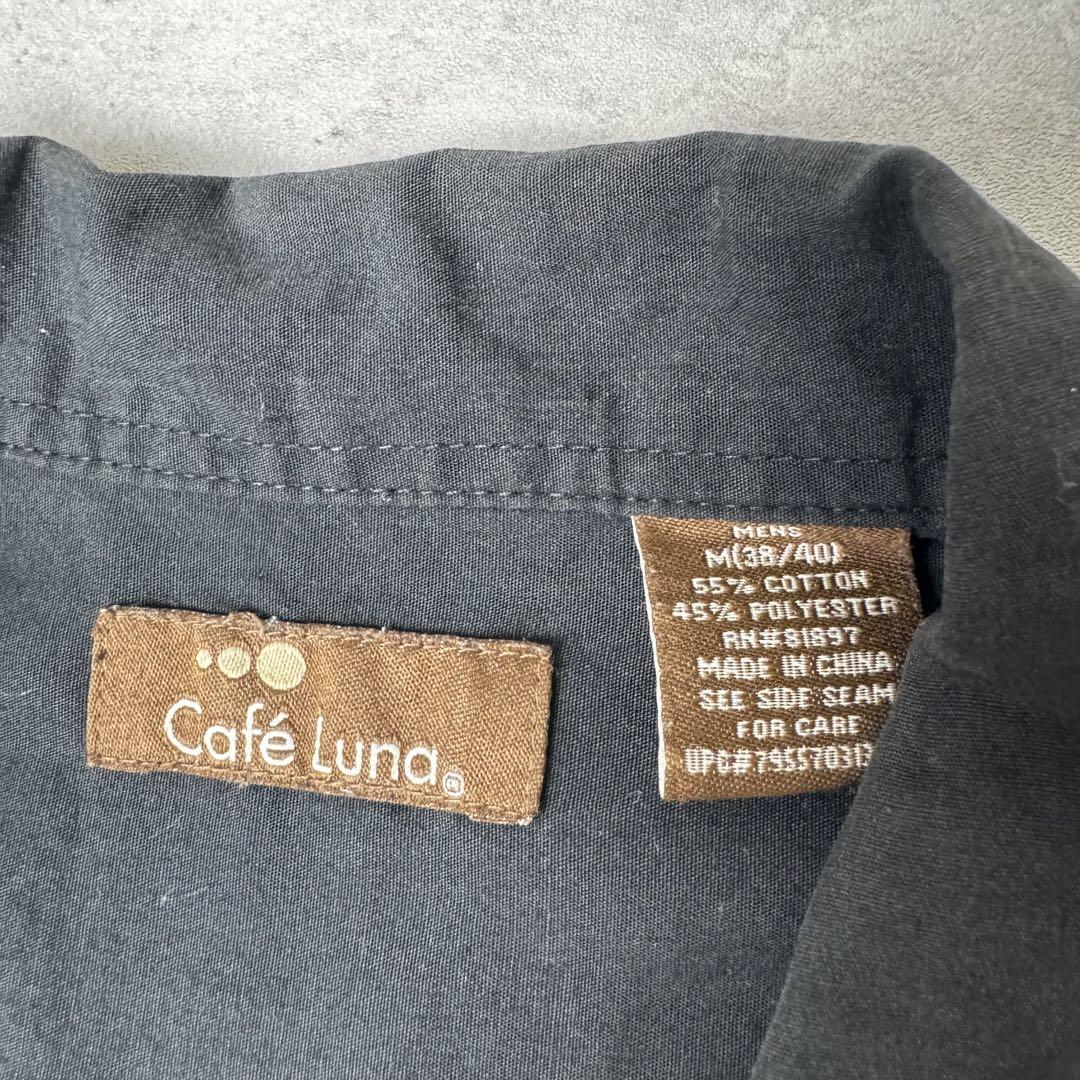 Café Luna®
MENS
M(38/40)
55% COTTON
45% POLYESTER
RN#81897
MADE IN CHINA
SEE SIDE SEAM
FOR CARE